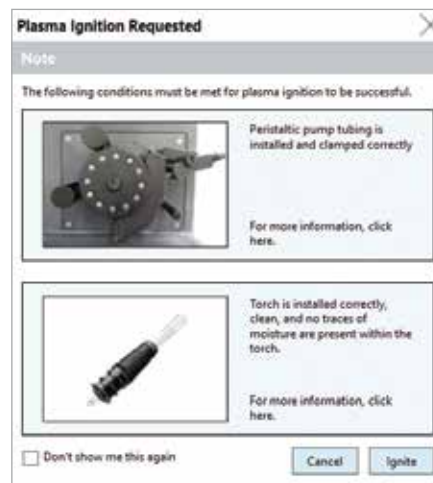 Plasma Ignition Requested
Note
The following conditions must be met for plasma ignition to be successful.
Peristaltic pump tubing is
installed and clamped correctly
For more information, click
here.
Torch is installed correctly,
clean, and no traces of
moisture are present within the
torch.
For more information, click
here.
Don't show me this again
Cancel
Ignite